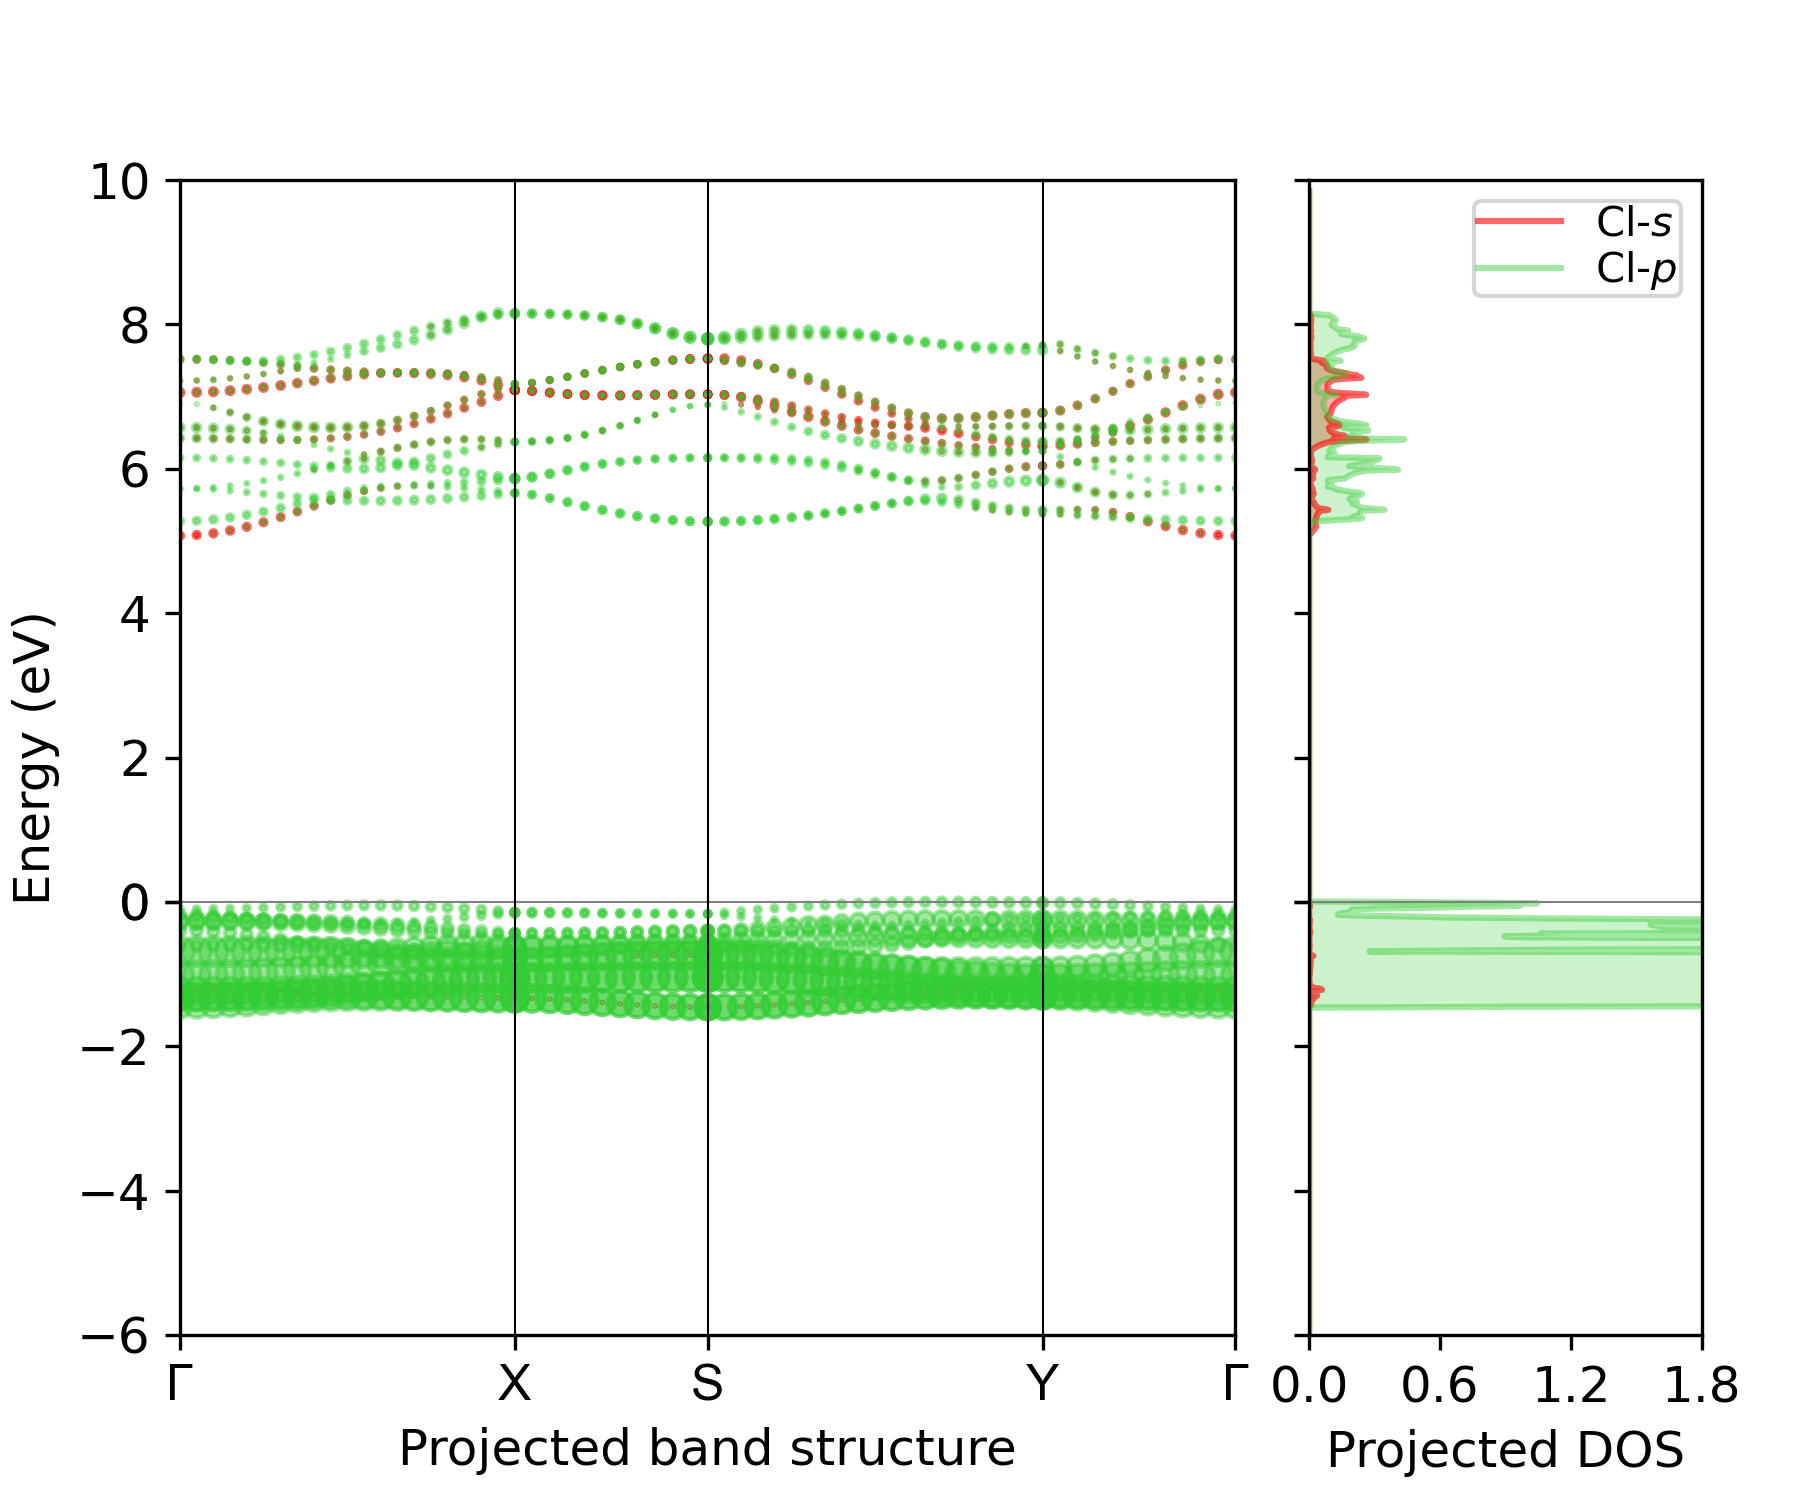 10
8
6
4
2
0
−2
−4
−6
Energy (eV)
Γ X S Y Γ
Projected band structure
Cl-s
Cl-p
0.0 0.6 1.2 1.8
Projected DOS